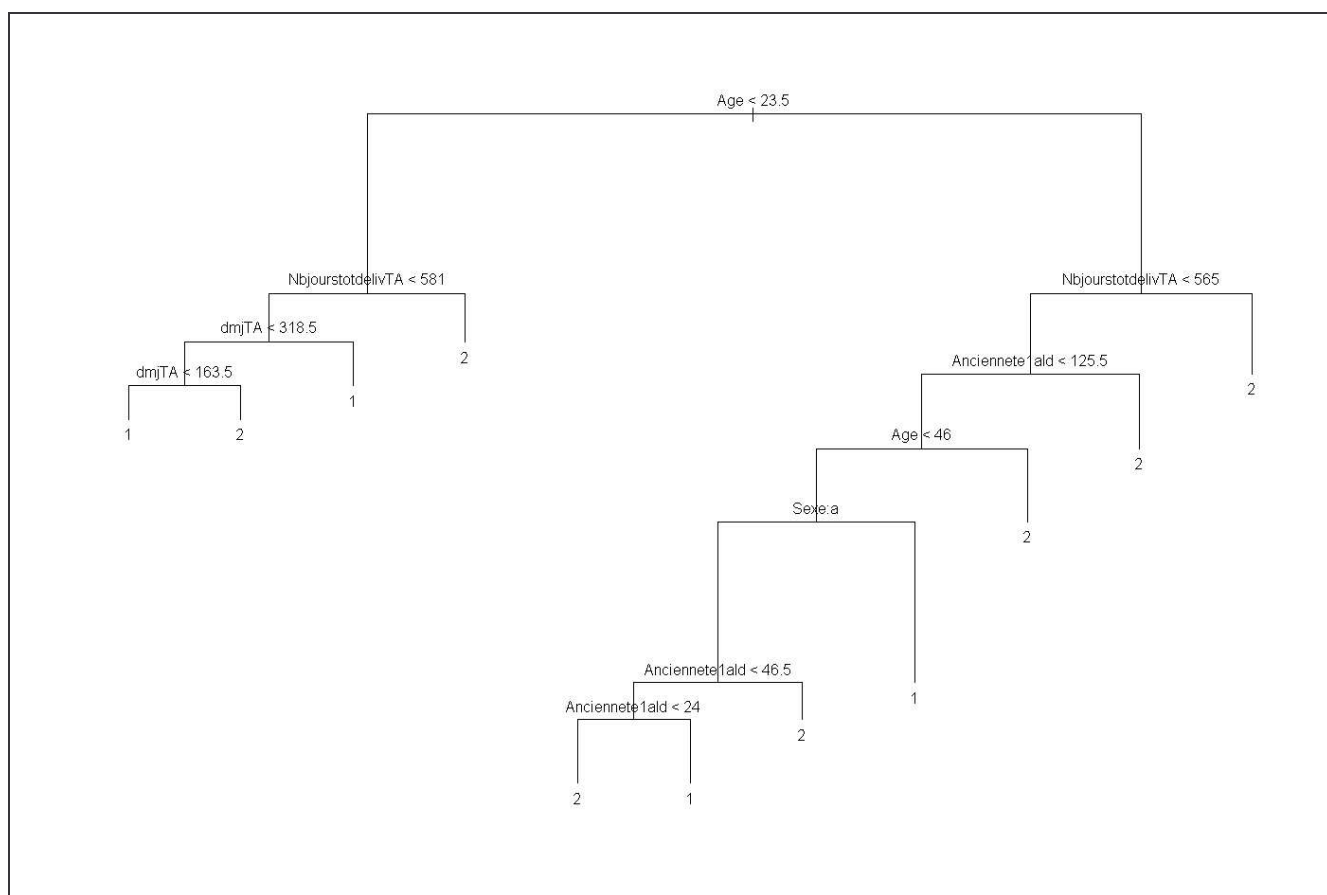 Age < 23.5
NbjourstotdelivTA < 581
NbjourstotdelivTA < 565
dmjTA < 318.5
2
Anciennete1ald < 125.5
dmjTA < 163.5
1
2
1
2
Age < 46
2
Sexe:a
2
Anciennete1ald < 46.5
1
Anciennete1ald < 24
2
2
1